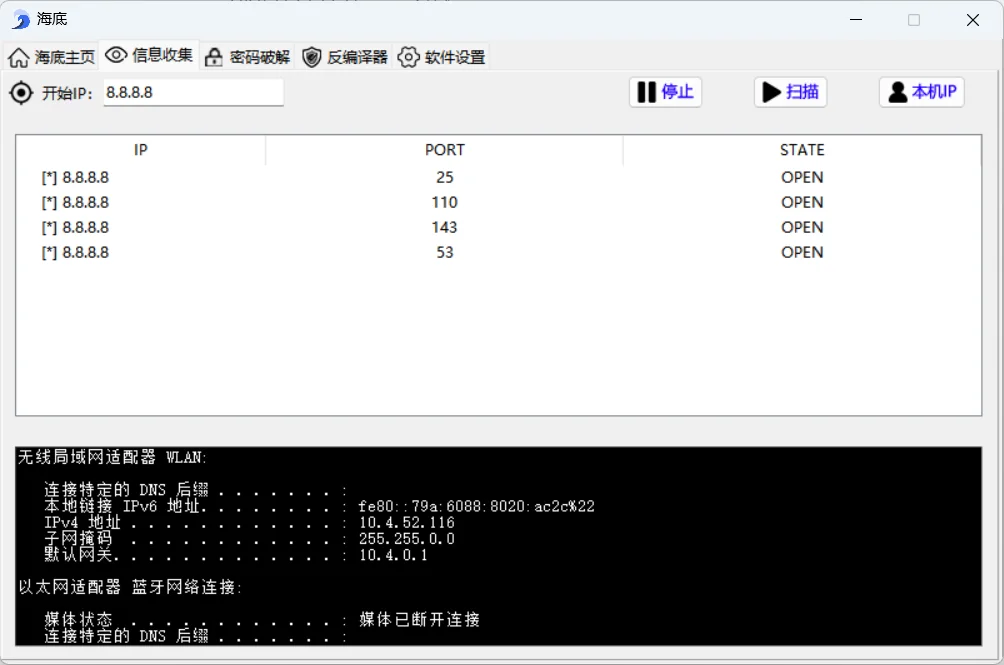 海底
海底主页 信息收集 密码破解 反编译器 软件设置
开始IP: 8.8.8.8 停止 扫描 本机IP
IP PORT STATE
[*] 8.8.8.8 25 OPEN
[*] 8.8.8.8 110 OPEN
[*] 8.8.8.8 143 OPEN
[*] 8.8.8.8 53 OPEN
无线局域网适配器 WLAN:
连接特定的 DNS 后缀 . . . . . . . :
本地链接 IPv6 地址. . . . . . . . : fe80::79a:6088:8020:ac2c%22
IPv4 地址 . . . . . . . . . . . . : 10.4.52.116
子网掩码  . . . . . . . . . . . . : 255.255.0.0
默认网关. . . . . . . . . . . . . : 10.4.0.1
以太网适配器 蓝牙网络连接:
媒体状态  . . . . . . . . . . . . : 媒体已断开连接
连接特定的 DNS 后缀 . . . . . . . :